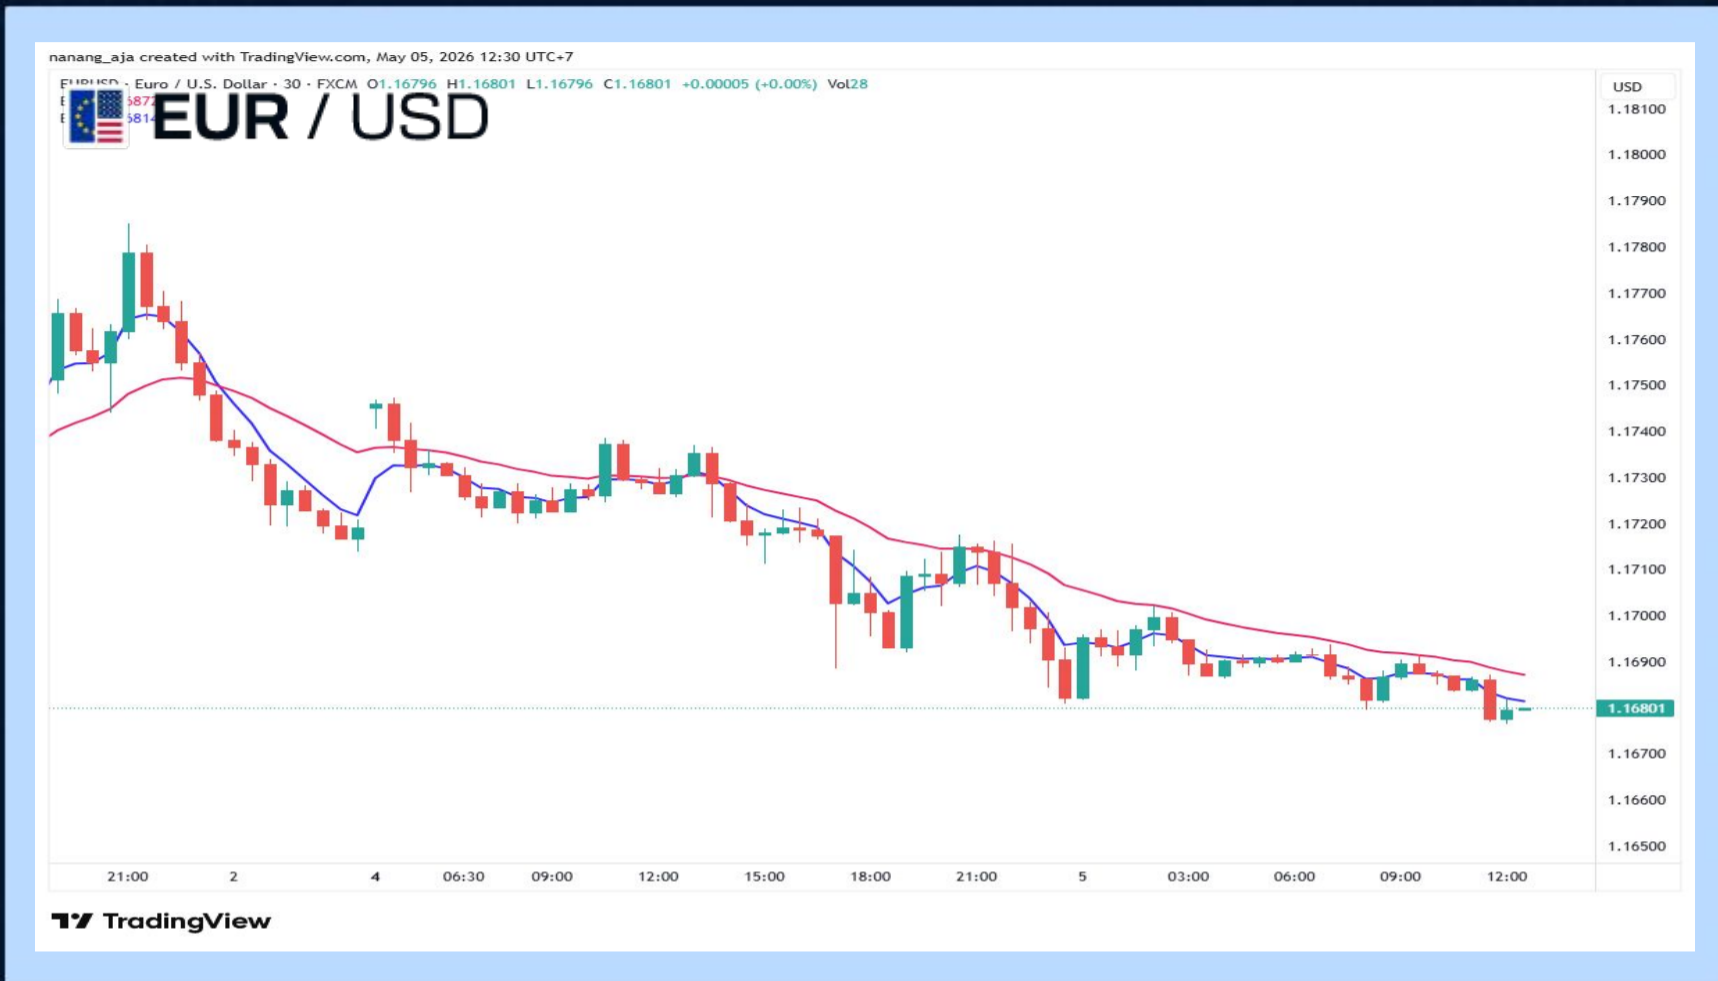 nanang_aja created with TradingView.com, May 05, 2026 12:30 UTC+7
Euro / U.S. Dollar · 30 · FXCM O1.16796 H1.16801 L1.16796 C1.16801 +0.00005 (+0.00%) Vol28
EUR / USD
USD
1.18100
1.18000
1.17900
1.17800
1.17700
1.17600
1.17500
1.17400
1.17300
1.17200
1.17100
1.17000
1.16900
1.16801
1.16700
1.16600
1.16500
21:00 2 4 06:30 09:00 12:00 15:00 18:00 21:00 5 03:00 06:00 09:00 12:00
TradingView